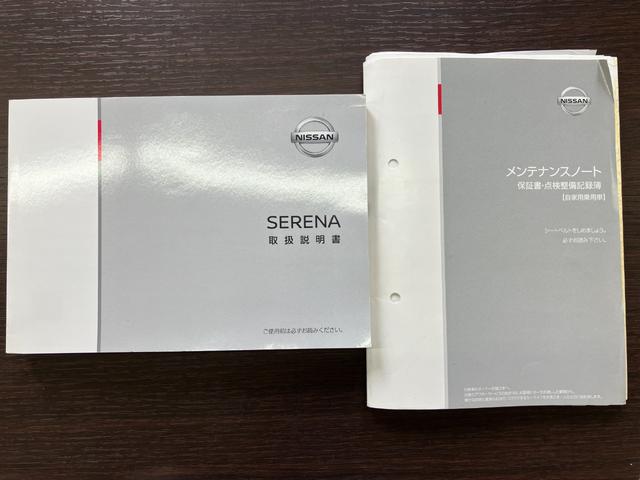 NISSAN
SERENA
取扱説明書
ご使用前は必ずお読みください。
NISSAN
メンテナンスノート
保証書・点検整備記録簿
【自家用乗用車】
シートベルトをしめましょう。
必ずお読み下さい。